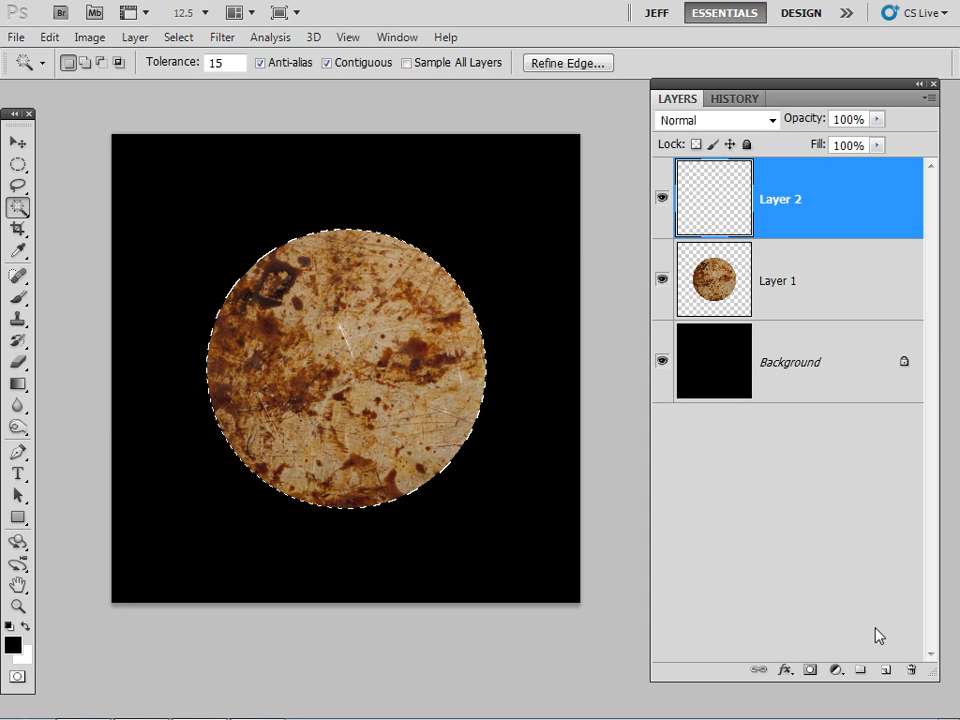 Ps Br Mb 12.5 JEFF ESSENTIALS DESIGN CS Live
File Edit Image Layer Select Filter Analysis 3D View Window Help
Tolerance: 15 Anti-alias Contiguous Sample All Layers Refine Edge...
LAYERS HISTORY
Normal Opacity: 100%
Lock: Fill: 100%
Layer 2
Layer 1
Background
T
fx